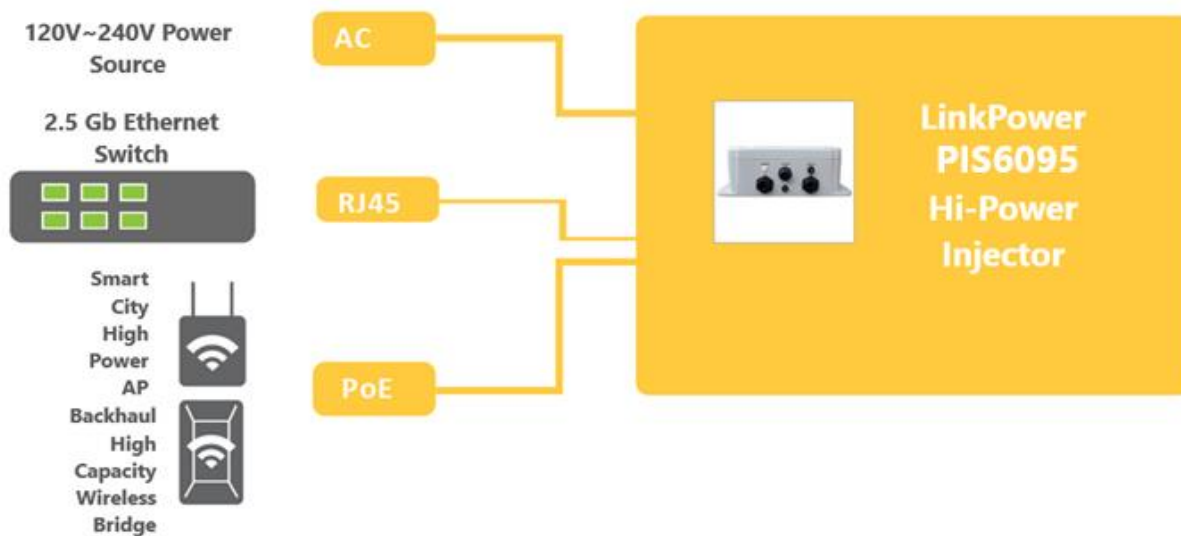 120V~240V Power
Source
2.5 Gb Ethernet
Switch
Smart
City
High
Power
AP
Backhaul
High
Capacity
Wireless
Bridge
AC
RJ45
PoE
LinkPower
PIS6095
Hi-Power
Injector